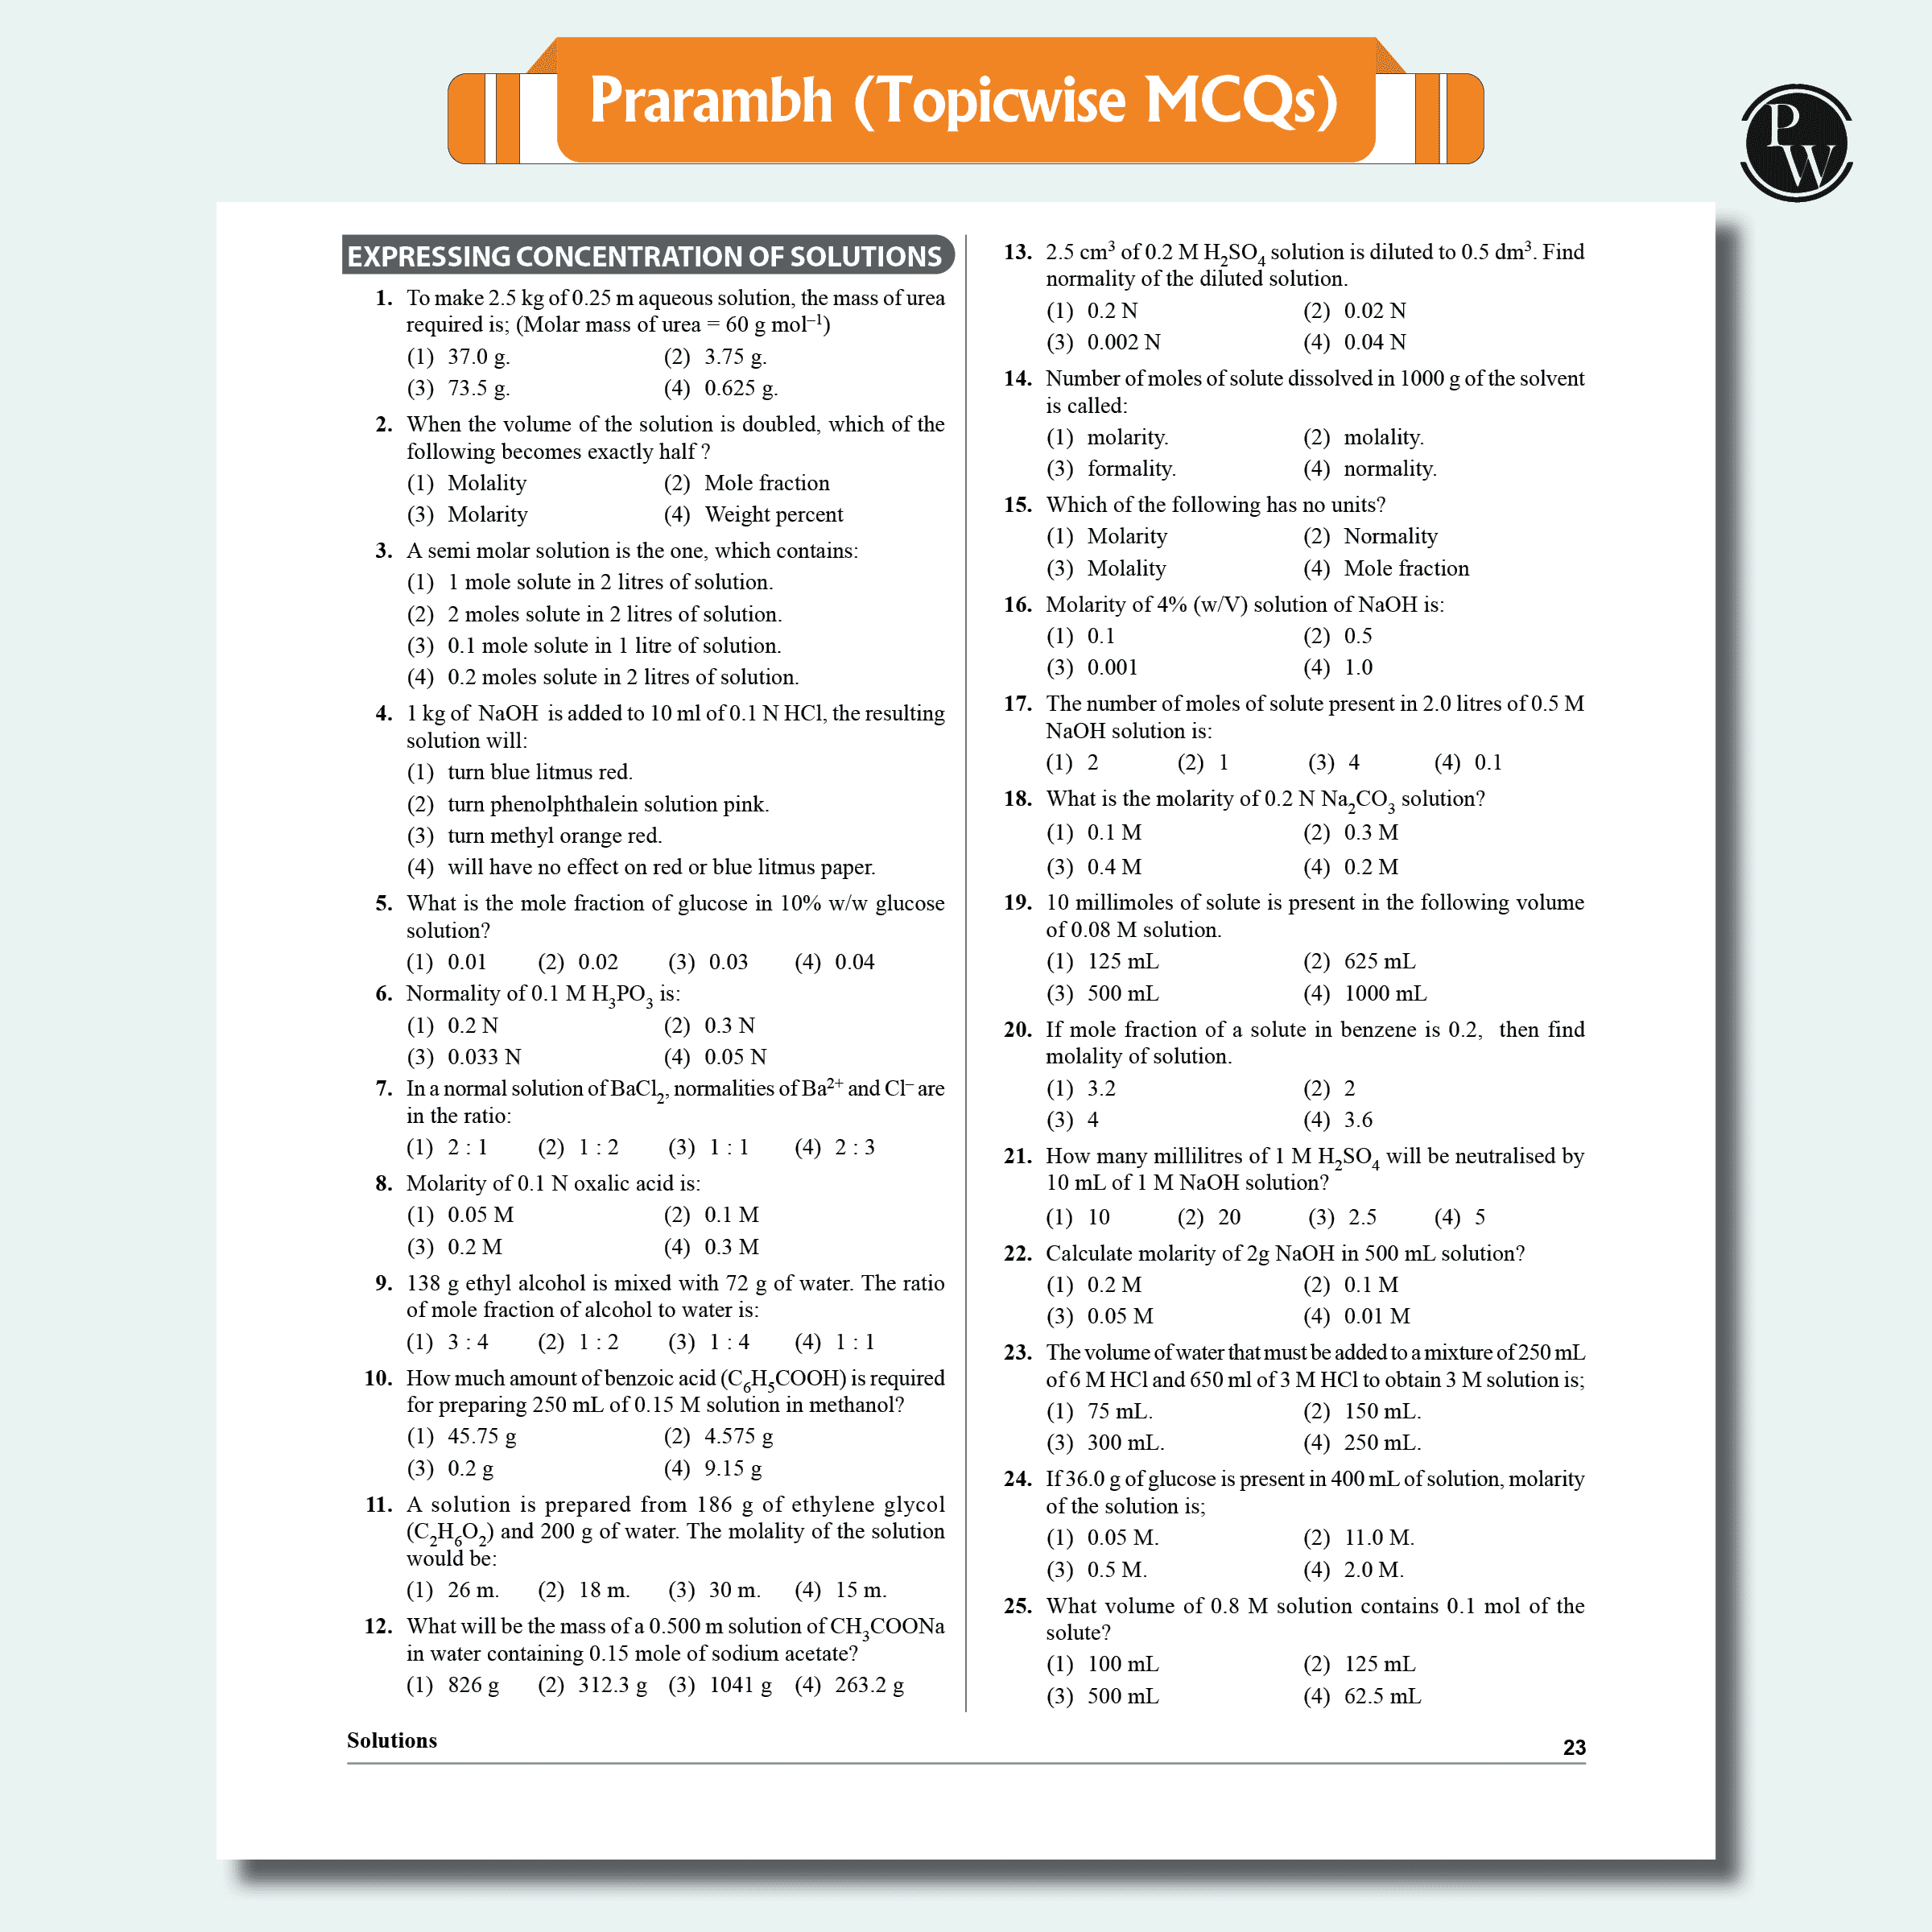 Prarambh (Topicwise MCQs)
PW
EXPRESSING CONCENTRATION OF SOLUTIONS
1. To make 2.5 kg of 0.25 m aqueous solution, the mass of urea
required is; (Molar mass of urea = 60 g mol⁻¹)
(1) 37.0 g. (2) 3.75 g.
(3) 73.5 g. (4) 0.625 g.
2. When the volume of the solution is doubled, which of the
following becomes exactly half ?
(1) Molality (2) Mole fraction
(3) Molarity (4) Weight percent
3. A semi molar solution is the one, which contains:
(1) 1 mole solute in 2 litres of solution.
(2) 2 moles solute in 2 litres of solution.
(3) 0.1 mole solute in 1 litre of solution.
(4) 0.2 moles solute in 2 litres of solution.
4. 1 kg of NaOH is added to 10 ml of 0.1 N HCl, the resulting
solution will:
(1) turn blue litmus red.
(2) turn phenolphthalein solution pink.
(3) turn methyl orange red.
(4) will have no effect on red or blue litmus paper.
5. What is the mole fraction of glucose in 10% w/w glucose
solution?
(1) 0.01 (2) 0.02 (3) 0.03 (4) 0.04
6. Normality of 0.1 M H₃PO₃ is:
(1) 0.2 N (2) 0.3 N
(3) 0.033 N (4) 0.05 N
7. In a normal solution of BaCl₂, normalities of Ba²⁺ and Cl⁻ are
in the ratio:
(1) 2 : 1 (2) 1 : 2 (3) 1 : 1 (4) 2 : 3
8. Molarity of 0.1 N oxalic acid is:
(1) 0.05 M (2) 0.1 M
(3) 0.2 M (4) 0.3 M
9. 138 g ethyl alcohol is mixed with 72 g of water. The ratio
of mole fraction of alcohol to water is:
(1) 3 : 4 (2) 1 : 2 (3) 1 : 4 (4) 1 : 1
10. How much amount of benzoic acid (C₆H₅COOH) is required
for preparing 250 mL of 0.15 M solution in methanol?
(1) 45.75 g (2) 4.575 g
(3) 0.2 g (4) 9.15 g
11. A solution is prepared from 186 g of ethylene glycol
(C₂H₆O₂) and 200 g of water. The molality of the solution
would be:
(1) 26 m. (2) 18 m. (3) 30 m. (4) 15 m.
12. What will be the mass of a 0.500 m solution of CH₃COONa
in water containing 0.15 mole of sodium acetate?
(1) 826 g (2) 312.3 g (3) 1041 g (4) 263.2 g
13. 2.5 cm³ of 0.2 M H₂SO₄ solution is diluted to 0.5 dm³. Find
normality of the diluted solution.
(1) 0.2 N (2) 0.02 N
(3) 0.002 N (4) 0.04 N
14. Number of moles of solute dissolved in 1000 g of the solvent
is called:
(1) molarity. (2) molality.
(3) formality. (4) normality.
15. Which of the following has no units?
(1) Molarity (2) Normality
(3) Molality (4) Mole fraction
16. Molarity of 4% (w/V) solution of NaOH is:
(1) 0.1 (2) 0.5
(3) 0.001 (4) 1.0
17. The number of moles of solute present in 2.0 litres of 0.5 M
NaOH solution is:
(1) 2 (2) 1 (3) 4 (4) 0.1
18. What is the molarity of 0.2 N Na₂CO₃ solution?
(1) 0.1 M (2) 0.3 M
(3) 0.4 M (4) 0.2 M
19. 10 millimoles of solute is present in the following volume
of 0.08 M solution.
(1) 125 mL (2) 625 mL
(3) 500 mL (4) 1000 mL
20. If mole fraction of a solute in benzene is 0.2, then find
molality of solution.
(1) 3.2 (2) 2
(3) 4 (4) 3.6
21. How many millilitres of 1 M H₂SO₄ will be neutralised by
10 mL of 1 M NaOH solution?
(1) 10 (2) 20 (3) 2.5 (4) 5
22. Calculate molarity of 2g NaOH in 500 mL solution?
(1) 0.2 M (2) 0.1 M
(3) 0.05 M (4) 0.01 M
23. The volume of water that must be added to a mixture of 250 mL
of 6 M HCl and 650 ml of 3 M HCl to obtain 3 M solution is;
(1) 75 mL. (2) 150 mL.
(3) 300 mL. (4) 250 mL.
24. If 36.0 g of glucose is present in 400 mL of solution, molarity
of the solution is;
(1) 0.05 M. (2) 11.0 M.
(3) 0.5 M. (4) 2.0 M.
25. What volume of 0.8 M solution contains 0.1 mol of the
solute?
(1) 100 mL (2) 125 mL
(3) 500 mL (4) 62.5 mL
Solutions
23